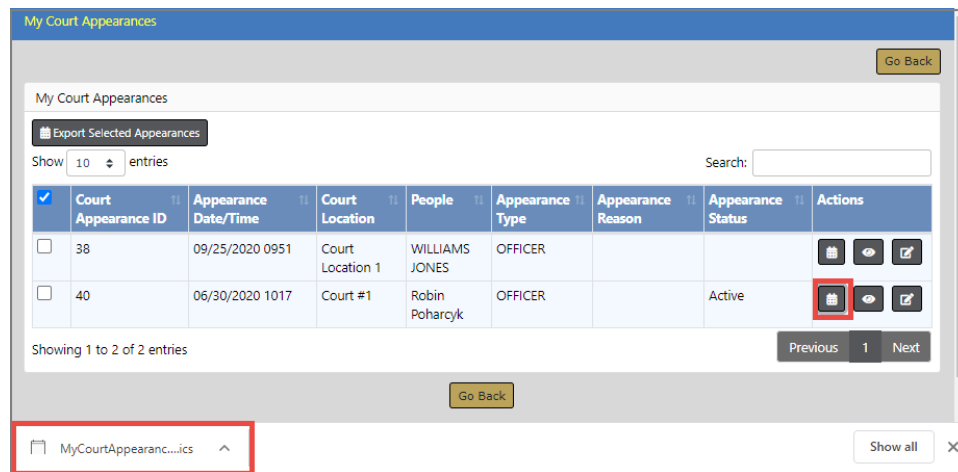 My Court Appearances
Go Back
My Court Appearances
Export Selected Appearances
Show 10 entries Search:
Court Appearance ID Appearance Date/Time Court Location People Appearance Type Appearance Reason Appearance Status Actions
38 09/25/2020 0951 Court Location 1 WILLIAMS JONES OFFICER
40 06/30/2020 1017 Court #1 Robin Poharcyk OFFICER Active
Showing 1 to 2 of 2 entries Previous 1 Next
Go Back
MyCourtAppearanc....ics Show all